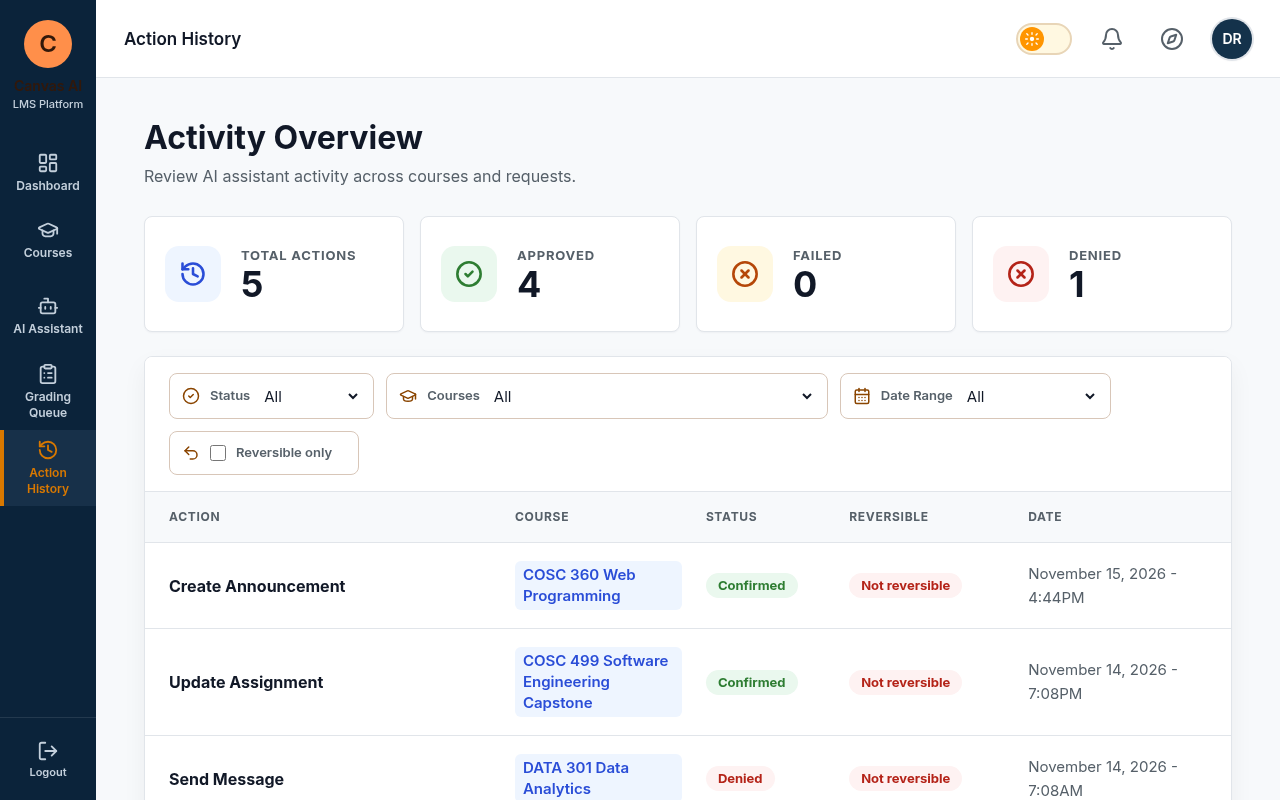 C
Canvas AI
LMS Platform
Dashboard
Courses
AI Assistant
Grading
Queue
Action
History
Logout
Action History
DR
Activity Overview
Review AI assistant activity across courses and requests.
TOTAL ACTIONS
5
APPROVED
4
FAILED
0
DENIED
1
Status All
Courses All
Date Range All
Reversible only
ACTION COURSE STATUS REVERSIBLE DATE
Create Announcement
COSC 360 Web
Programming
Confirmed
Not reversible
November 15, 2026 -
4:44PM
Update Assignment
COSC 499 Software
Engineering
Capstone
Confirmed
Not reversible
November 14, 2026 -
7:08PM
Send Message
DATA 301 Data
Analytics
Denied
Not reversible
November 14, 2026 -
7:08AM